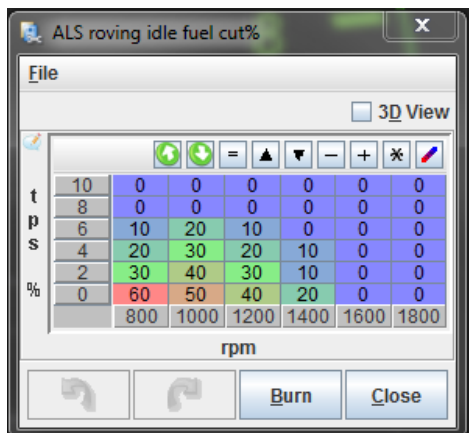 ALS roving idle fuel cut%
X
File
3D View
= ▲ ▼ − + *
tps %
10 0 0 0 0 0 0
8 0 0 0 0 0 0
6 10 20 10 0 0 0
4 20 30 20 10 0 0
2 30 40 30 10 0 0
0 60 50 40 20 0 0
800 1000 1200 1400 1600 1800
rpm
Burn Close